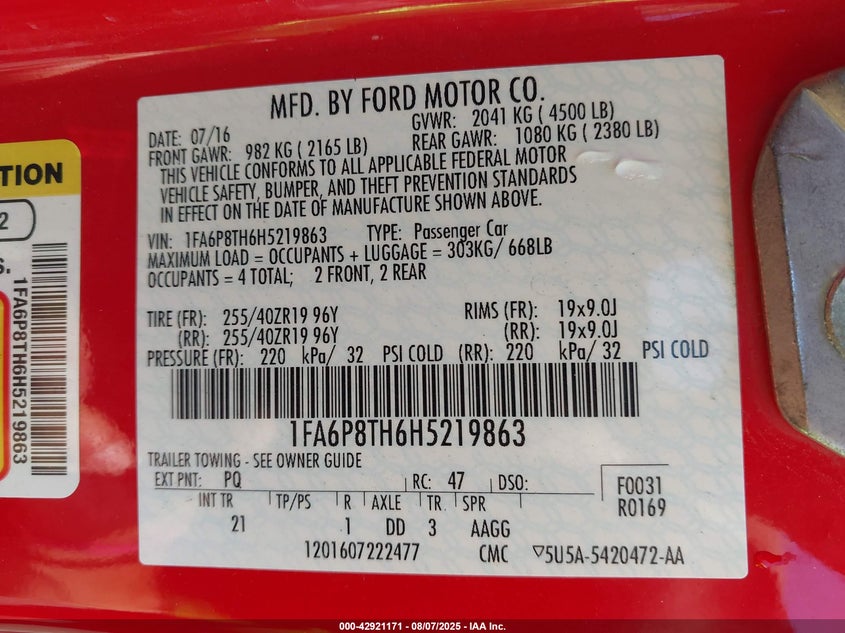 MFD. BY FORD MOTOR CO.
DATE: 07/16 GVWR: 2041 KG ( 4500 LB)
FRONT GAWR: 982 KG ( 2165 LB) REAR GAWR: 1080 KG ( 2380 LB)
THIS VEHICLE CONFORMS TO ALL APPLICABLE FEDERAL MOTOR
VEHICLE SAFETY, BUMPER, AND THEFT PREVENTION STANDARDS
IN EFFECT ON THE DATE OF MANUFACTURE SHOWN ABOVE.
VIN: 1FA6P8TH6H5219863 TYPE: Passenger Car
MAXIMUM LOAD = OCCUPANTS + LUGGAGE = 303KG/ 668LB
OCCUPANTS = 4 TOTAL; 2 FRONT, 2 REAR
TIRE (FR): 255/40ZR19 96Y RIMS (FR): 19x9.0J
(RR): 255/40ZR19 96Y (RR): 19x9.0J
PRESSURE (FR): 220 kPa/ 32 PSI COLD (RR): 220 kPa/ 32 PSI COLD
1FA6P8TH6H5219863
TRAILER TOWING - SEE OWNER GUIDE
EXT PNT: PQ RC: 47 DSO: F0031
R0169
INT TR TP/PS R AXLE TR SPR
21 1 DD 3 AAGG
1201607222477 CMC ▽5U5A-5420472-AA
TION
2
S.
1FA6P8TH6H5219863
000-42921171 - 08/07/2025 - IAA Inc.